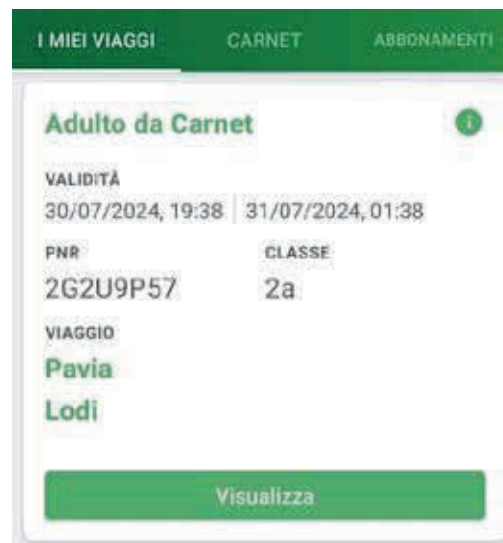 I MIEI VIAGGI CARNET ABBONAMENTI
Adulto da Carnet
VALIDITÀ
30/07/2024, 19:38 31/07/2024, 01:38
PNR CLASSE
2G2U9P57 2a
VIAGGIO
Pavia
Lodi
Visualizza